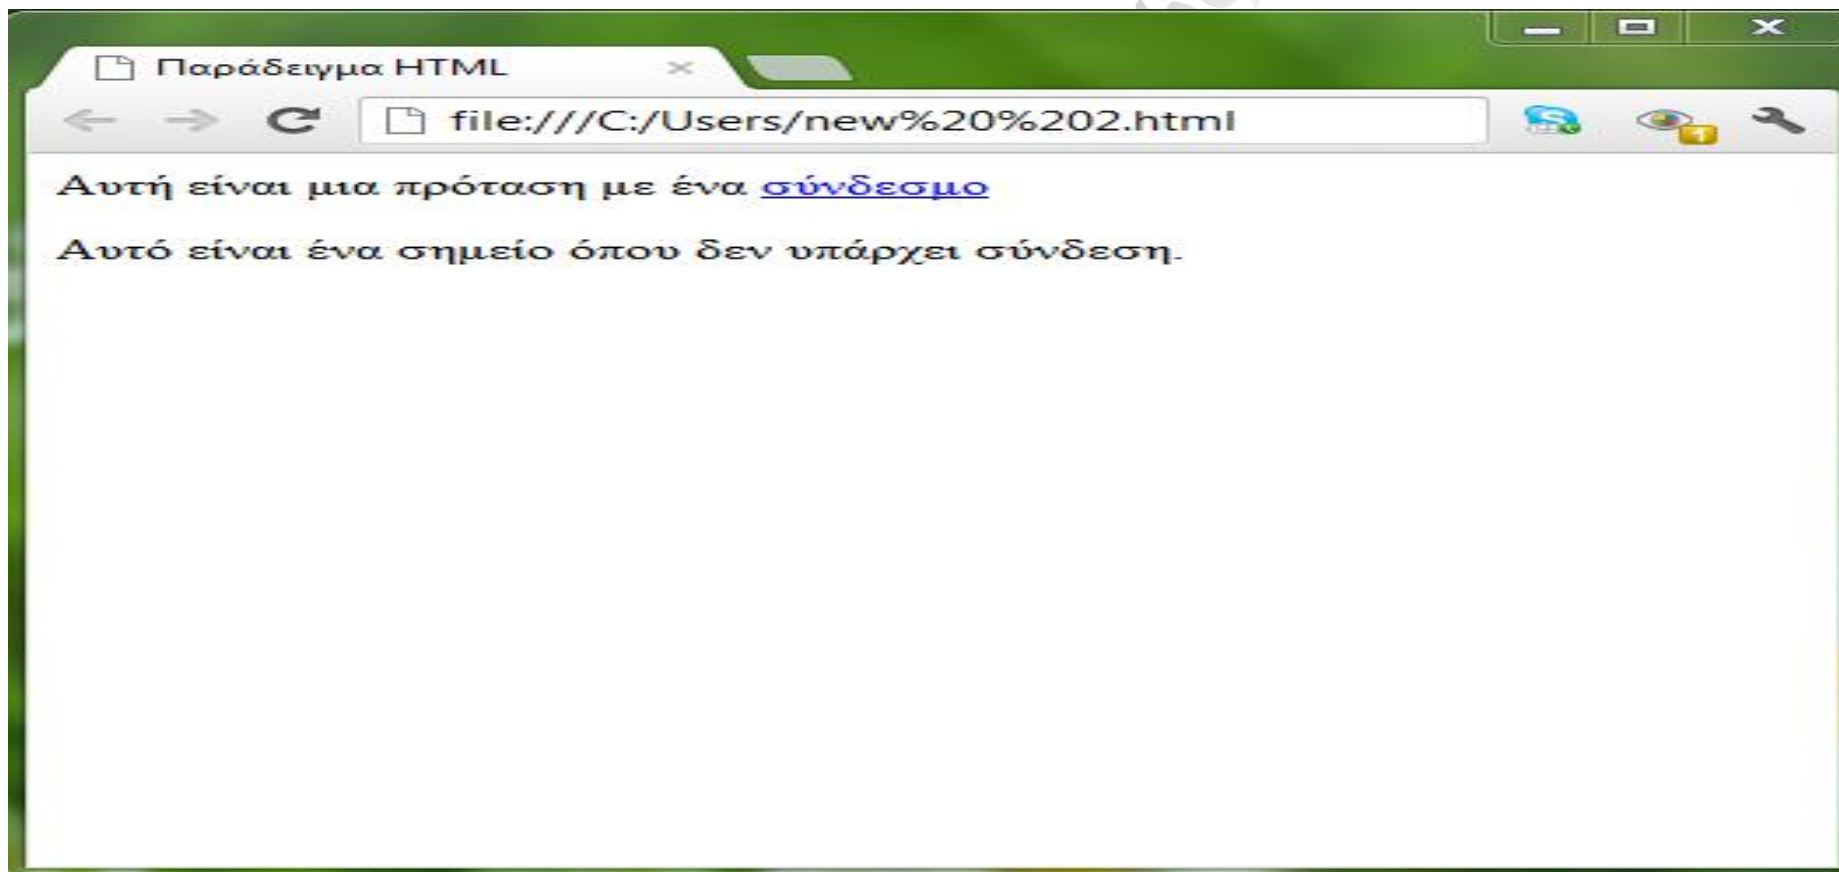 Παράδειγμα HTML
file:///C:/Users/new%20%202.html
Αυτή είναι μια πρόταση με ένα σύνδεσμο
Αυτό είναι ένα σημείο όπου δεν υπάρχει σύνδεση.